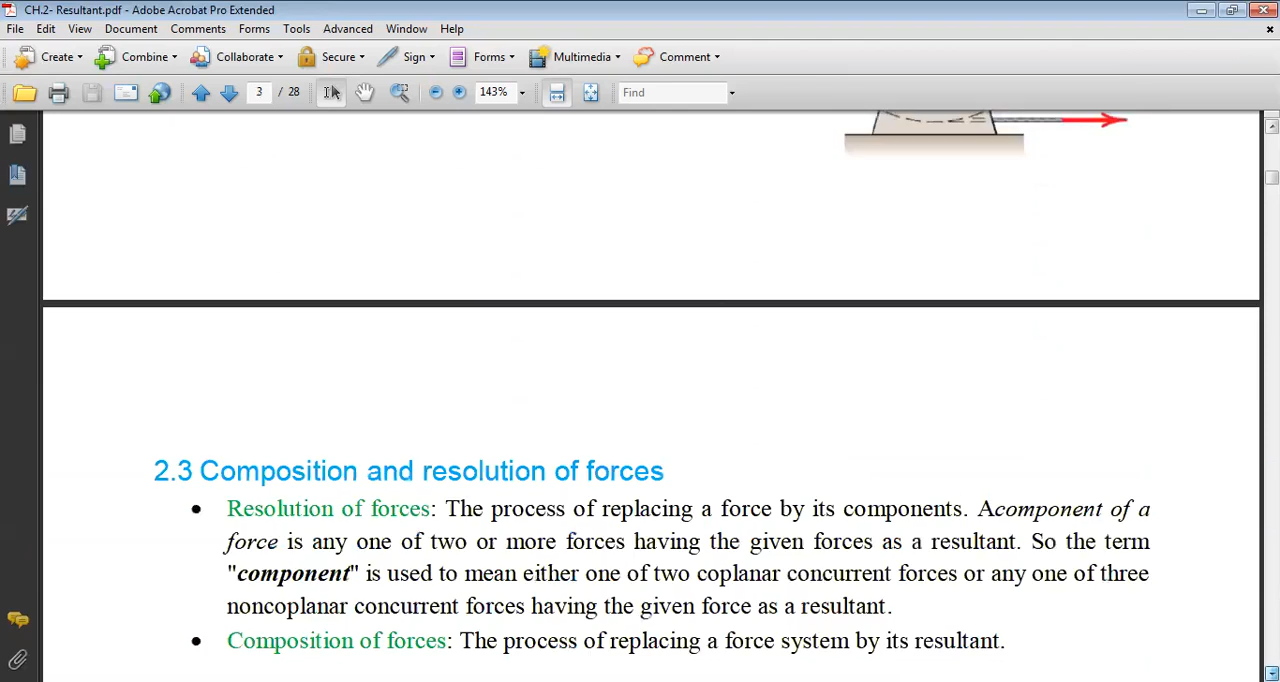 CH.2- Resultant.pdf - Adobe Acrobat Pro Extended
File Edit View Document Comments Forms Tools Advanced Window Help
Create Combine Collaborate Secure Sign Forms Multimedia Comment
3 / 28 143% Find
2.3 Composition and resolution of forces
• Resolution of forces: The process of replacing a force by its components. Acomponent of a
force is any one of two or more forces having the given forces as a resultant. So the term
"component" is used to mean either one of two coplanar concurrent forces or any one of three
noncoplanar concurrent forces having the given force as a resultant.
• Composition of forces: The process of replacing a force system by its resultant.